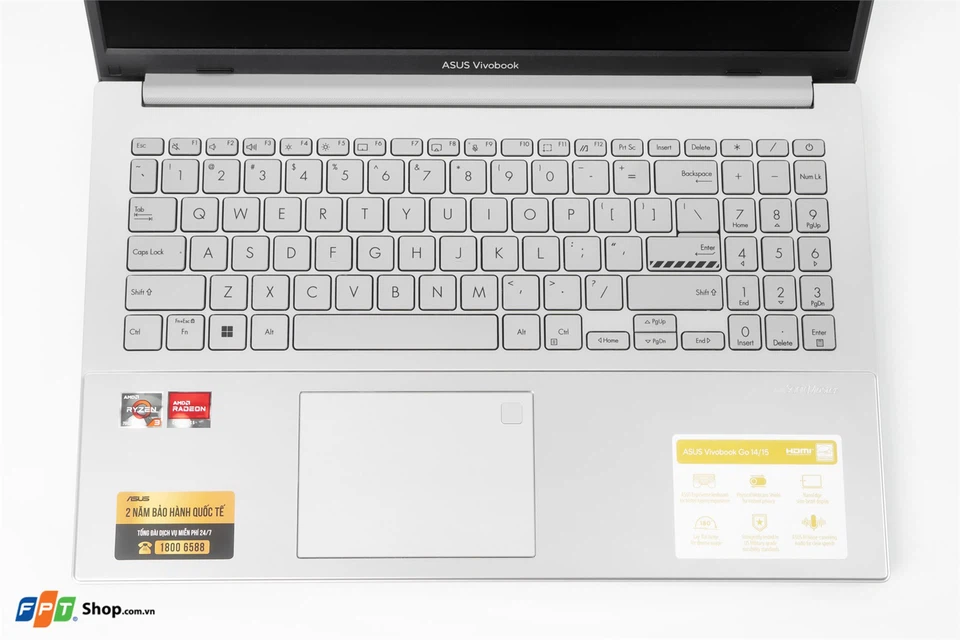 ASUS Vivobook
Esc F1 F2 F3 F4 F5 F6 F7 F8 F9 F10 F11 F12 Prt Sc Insert Delete * /
~ ` ! 1 @ 2 # 3 $ 4 % 5 ^ 6 & 7 * 8 ( 9 ) 0 _ - + = Backspace + - Num Lk
Tab Q W E R T Y U I O P { [ } ] | \ 7 Home 8 9 PgUp
Caps Lock A S D F G H J K L : ; " ' Enter 4 5 6
Shift Z X C V B N M < , > . ? / Shift 1 End 2 3 PgDn
Ctrl Fn+Esc Fn Alt Alt Ctrl Home PgUp PgDn End 0 Insert . Delete Enter
AMD RYZEN 3
AMD RADEON
ASUS
2 NĂM BẢO HÀNH QUỐC TẾ
TỔNG ĐÀI DỊCH VỤ MIỄN PHÍ 24/7
1800 6588
ASUS Vivobook Go 14/15 HDMI
180°
FPT Shop.com.vn